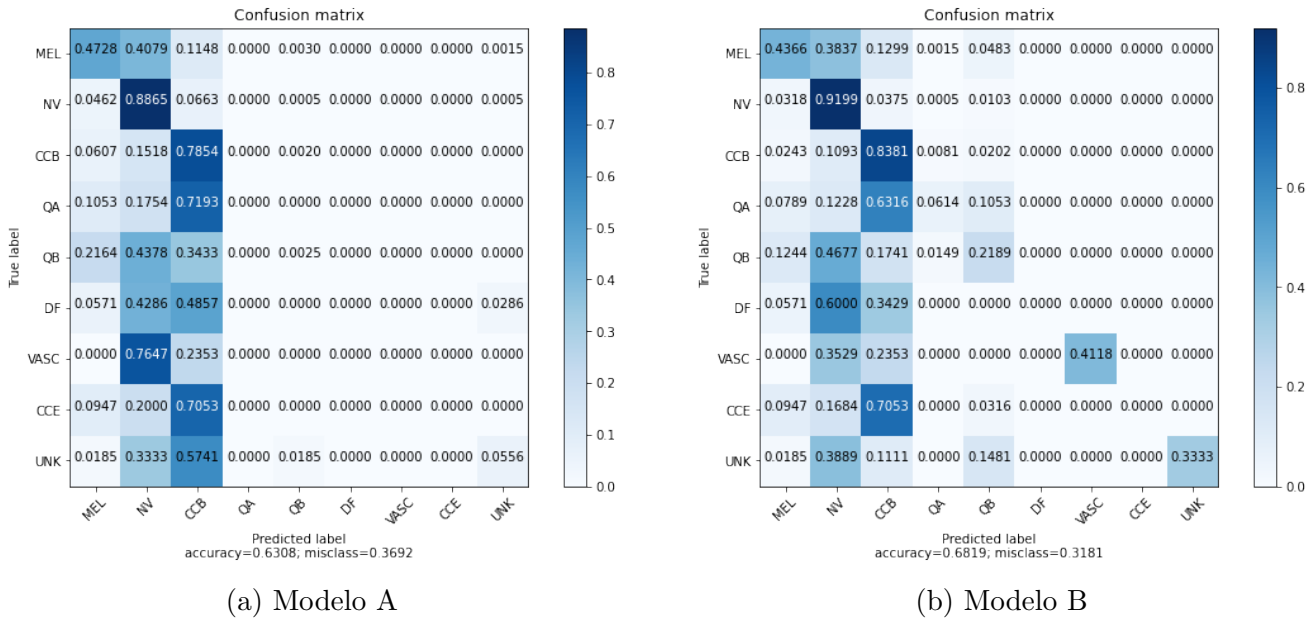 Confusion matrix
MEL 0.4728 0.4079 0.1148 0.0000 0.0030 0.0000 0.0000 0.0000 0.0015
NV 0.0462 0.8865 0.0663 0.0000 0.0005 0.0000 0.0000 0.0000 0.0005
CCB 0.0607 0.1518 0.7854 0.0000 0.0020 0.0000 0.0000 0.0000 0.0000
QA 0.1053 0.1754 0.7193 0.0000 0.0000 0.0000 0.0000 0.0000 0.0000
QB 0.2164 0.4378 0.3433 0.0000 0.0025 0.0000 0.0000 0.0000 0.0000
DF 0.0571 0.4286 0.4857 0.0000 0.0000 0.0000 0.0000 0.0000 0.0286
VASC 0.0000 0.7647 0.2353 0.0000 0.0000 0.0000 0.0000 0.0000 0.0000
CCE 0.0947 0.2000 0.7053 0.0000 0.0000 0.0000 0.0000 0.0000 0.0000
UNK 0.0185 0.3333 0.5741 0.0000 0.0185 0.0000 0.0000 0.0000 0.0556
True label
MEL NV CCB QA QB DF VASC CCE UNK
Predicted label
accuracy=0.6308; misclass=0.3692
0.8
0.7
0.6
0.5
0.4
0.3
0.2
0.1
0.0
(a) Modelo A
Confusion matrix
MEL 0.4366 0.3837 0.1299 0.0015 0.0483 0.0000 0.0000 0.0000 0.0000
NV 0.0318 0.9199 0.0375 0.0005 0.0103 0.0000 0.0000 0.0000 0.0000
CCB 0.0243 0.1093 0.8381 0.0081 0.0202 0.0000 0.0000 0.0000 0.0000
QA 0.0789 0.1228 0.6316 0.0614 0.1053 0.0000 0.0000 0.0000 0.0000
QB 0.1244 0.4677 0.1741 0.0149 0.2189 0.0000 0.0000 0.0000 0.0000
DF 0.0571 0.6000 0.3429 0.0000 0.0000 0.0000 0.0000 0.0000 0.0000
VASC 0.0000 0.3529 0.2353 0.0000 0.0000 0.0000 0.4118 0.0000 0.0000
CCE 0.0947 0.1684 0.7053 0.0000 0.0316 0.0000 0.0000 0.0000 0.0000
UNK 0.0185 0.3889 0.1111 0.0000 0.1481 0.0000 0.0000 0.0000 0.3333
True label
MEL NV CCB QA QB DF VASC CCE UNK
Predicted label
accuracy=0.6819; misclass=0.3181
0.8
0.6
0.4
0.2
0.0
(b) Modelo B